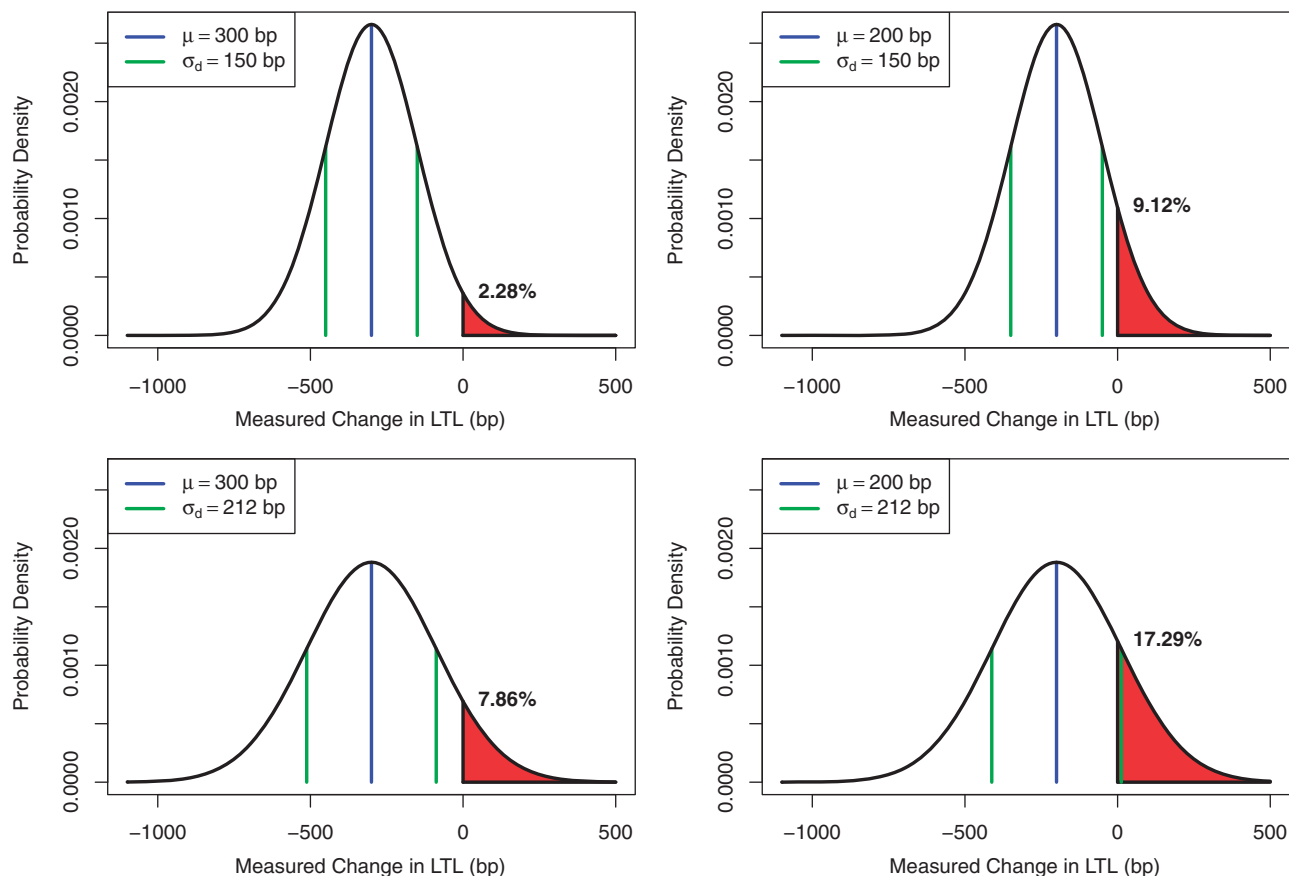 μ = 300 bp
σd = 150 bp
2.28%
Probability Density
0.0000
0.0010
0.0020
−1000
−500
0
500
Measured Change in LTL (bp)
μ = 200 bp
σd = 150 bp
9.12%
Probability Density
0.0000
0.0010
0.0020
−1000
−500
0
500
Measured Change in LTL (bp)
μ = 300 bp
σd = 212 bp
7.86%
Probability Density
0.0000
0.0010
0.0020
−1000
−500
0
500
Measured Change in LTL (bp)
μ = 200 bp
σd = 212 bp
17.29%
Probability Density
0.0000
0.0010
0.0020
−1000
−500
0
500
Measured Change in LTL (bp)